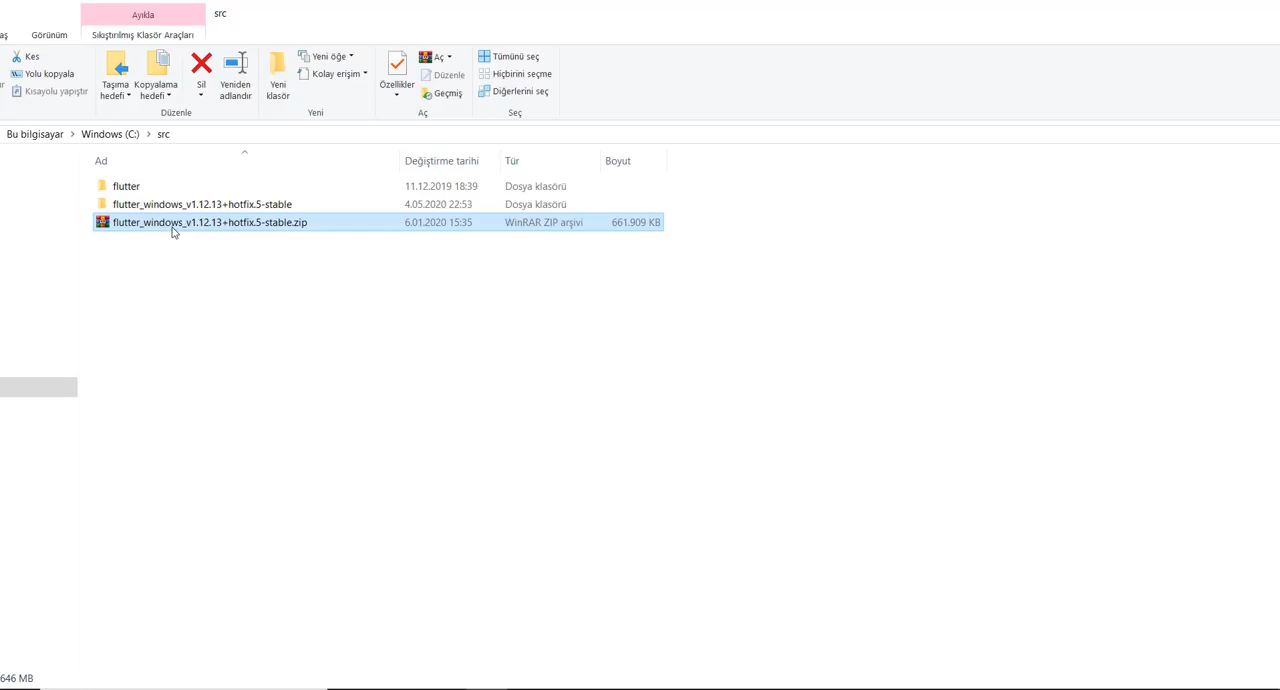 Ayıkla
src
aş
Görünüm
Sıkıştırılmış Klasör Araçları
Kes
Yolu kopyala
Kısayolu yapıştır
Taşıma
hedefi
Kopyalama
hedefi
Sil
Yeniden
adlandır
Düzenle
Yeni
klasör
Yeni öğe
Kolay erişim
Yeni
Özellikler
Aç
Düzenle
Geçmiş
Aç
Tümünü seç
Hiçbirini seçme
Diğerlerini seç
Seç
Bu bilgisayar > Windows (C:) > src
Ad Değiştirme tarihi Tür Boyut
flutter 11.12.2019 18:39 Dosya klasörü
flutter_windows_v1.12.13+hotfix.5-stable 4.05.2020 22:53 Dosya klasörü
flutter_windows_v1.12.13+hotfix.5-stable.zip 6.01.2020 15:35 WinRAR ZIP arşivi 661.909 KB
646 MB